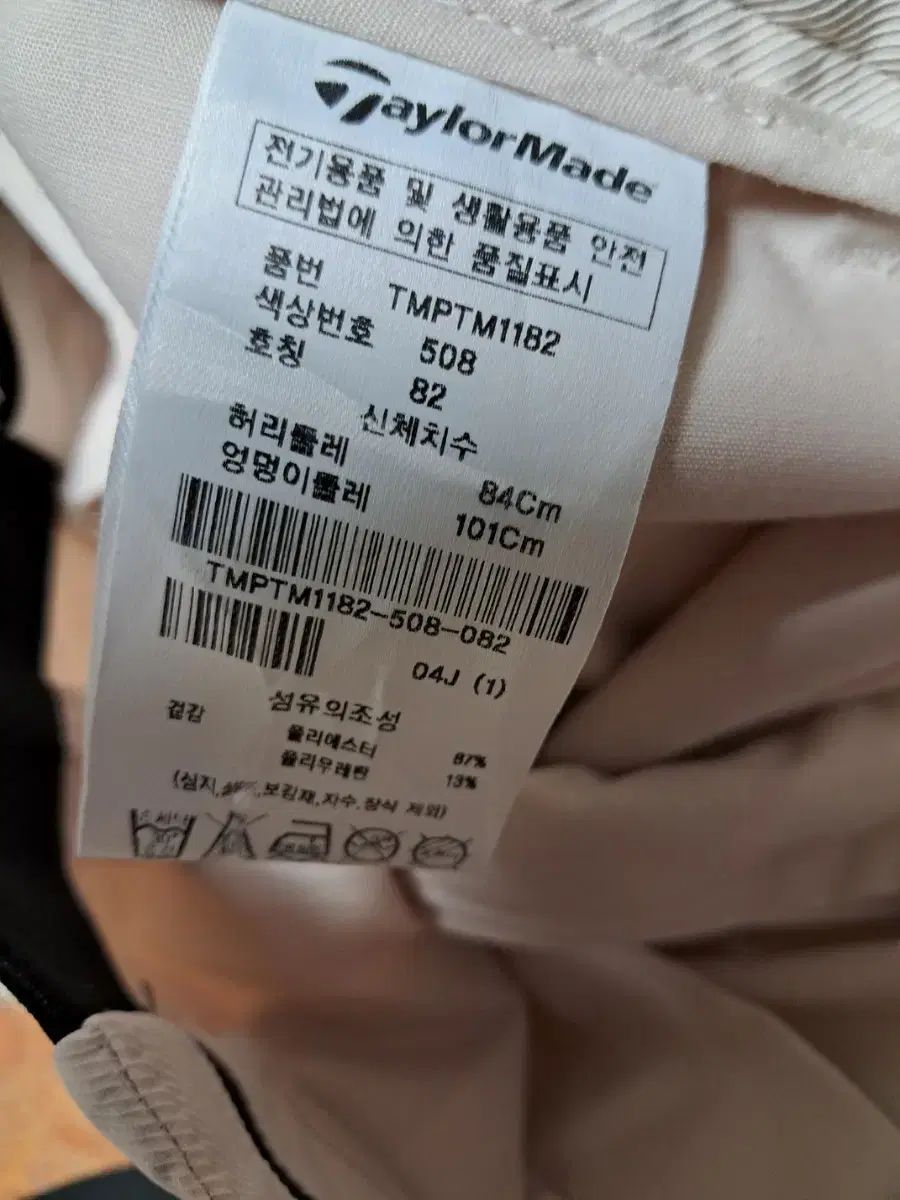 TaylorMade
전기용품 및 생활용품 안전
관리법에 의한 품질표시
품번 TMPTM1182
색상번호 508
호칭 82
신체치수
허리둘레 84Cm
엉덩이둘레 101Cm
TMPTM1182-508-082
04J (1)
섬유의조성
겉감 폴리에스터 87%
폴리우레탄 13%
(심지, ,보강재,자수.장식 제외)